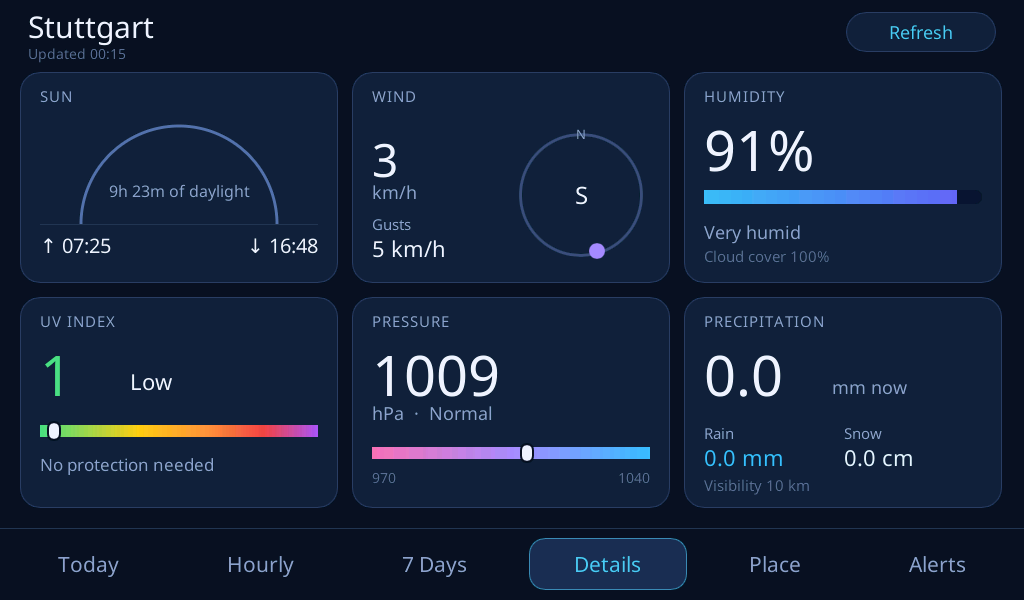 Stuttgart
Updated 00:15
Refresh
SUN
9h 23m of daylight
↑ 07:25
↓ 16:48
WIND
3
km/h
Gusts
5 km/h
N
S
HUMIDITY
91%
Very humid
Cloud cover 100%
UV INDEX
1
Low
No protection needed
PRESSURE
1009
hPa · Normal
970
1040
PRECIPITATION
0.0
mm now
Rain
0.0 mm
Snow
0.0 cm
Visibility 10 km
Today
Hourly
7 Days
Details
Place
Alerts